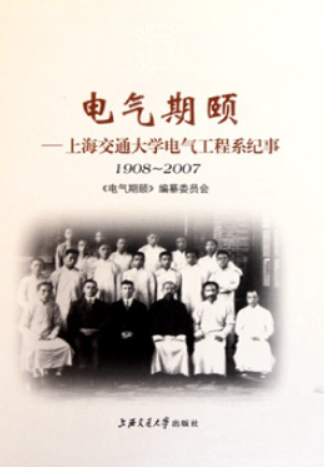 电气期颐
—上海交通大学电气工程系纪事
1908~2007
《电气期颐》编纂委员会
上海交通大学出版社